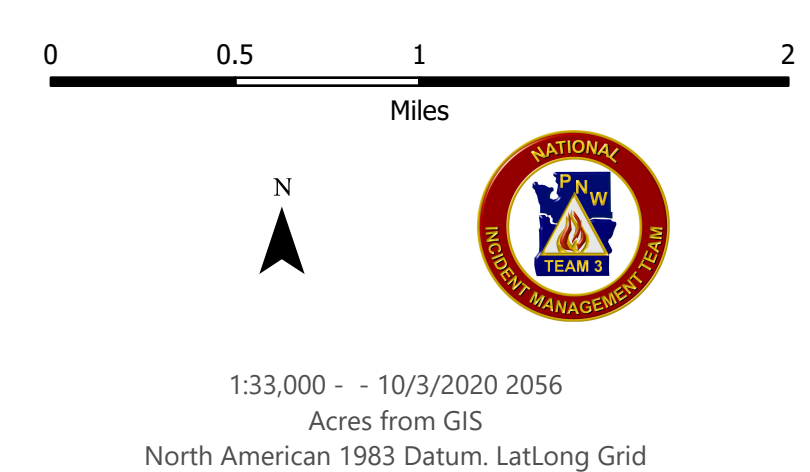 0 0.5 1 2
Miles
N
NATIONAL
PNW
TEAM 3
INCIDENT MANAGEMENT TEAM
1:33,000 - - 10/3/2020 2056
Acres from GIS
North American 1983 Datum. LatLong Grid